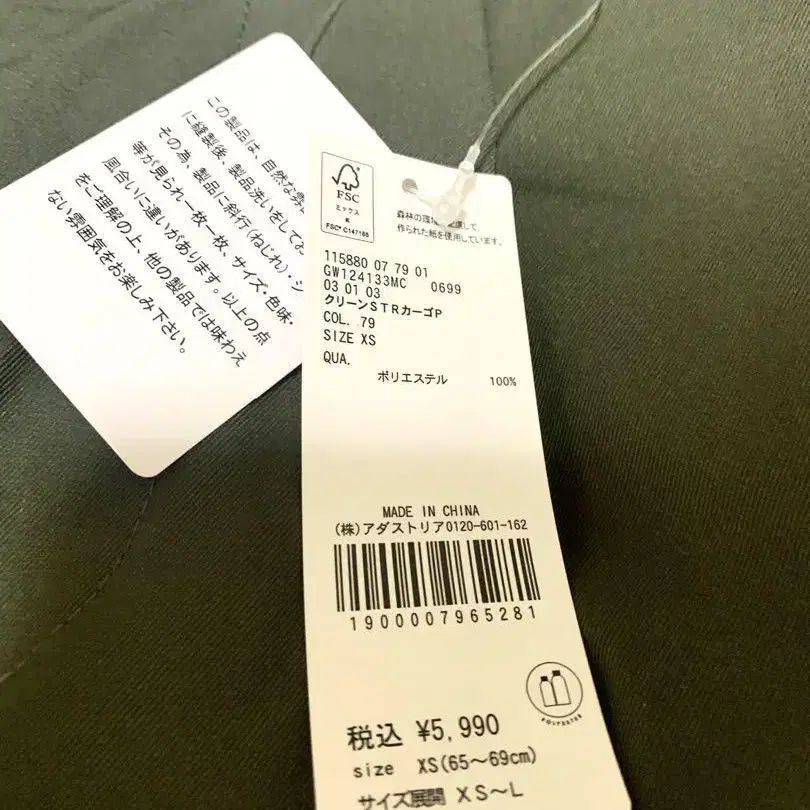 この製品は、自然な雰
に縫製後、製品洗いをしてお
その為、製品に斜行(ねじれ)・シ
等が見られ一枚一枚、サイズ・色味・
風合いに違いがあります。以上の点
をご理解の上、他の製品では味わえ
ない雰囲気をお楽しみ下さい。
FSC
ミックス
紙
FSC® C147168
森林の環境に配慮して
作られた紙を使用しています。
115880 07 79 01
GW124133MC 0699
03 01 03
クリーンSTRカーゴP
COL. 79
SIZE XS
QUA.
ポリエステル 100%
MADE IN CHINA
(株)アダストリア0120-601-162
1900007965281
税込 ¥5,990
size XS(65~69cm)
サイズ展開 XS~L